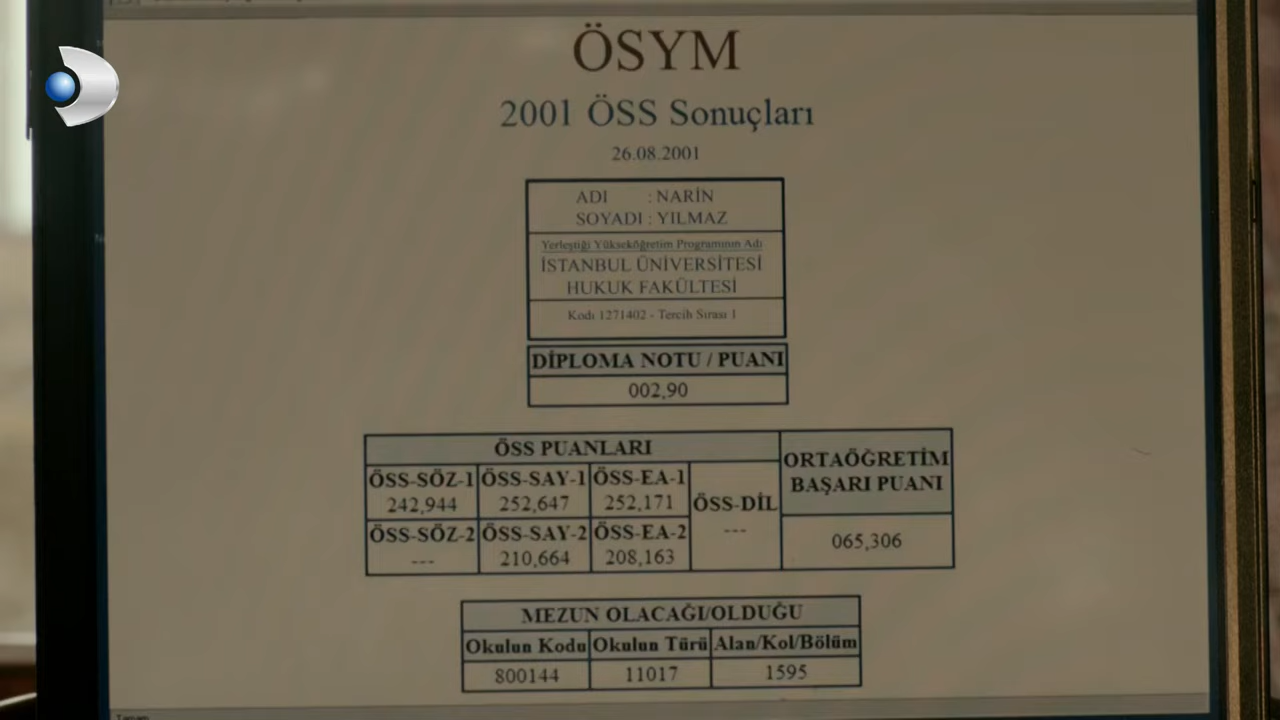 ÖSYM
2001 ÖSS Sonuçları
26.08.2001
ADI : NARİN
SOYADI : YILMAZ
Yerleştiği Yükseköğretim Programının Adı
İSTANBUL ÜNİVERSİTESİ
HUKUK FAKÜLTESİ
Kodı 1271402 - Tercih Sırası 1
DİPLOMA NOTU / PUANI
002,90
ÖSS PUANLARI
ORTAÖĞRETİM
BAŞARI PUANI
ÖSS-SÖZ-1 ÖSS-SAY-1 ÖSS-EA-1 ÖSS-DİL
242,944 252,647 252,171 ---
ÖSS-SÖZ-2 ÖSS-SAY-2 ÖSS-EA-2
--- 210,664 208,163
065,306
MEZUN OLACAĞI/OLDUĞU
Okulun Kodu Okulun Türü Alan/Kol/Bölüm
800144 11017 1595